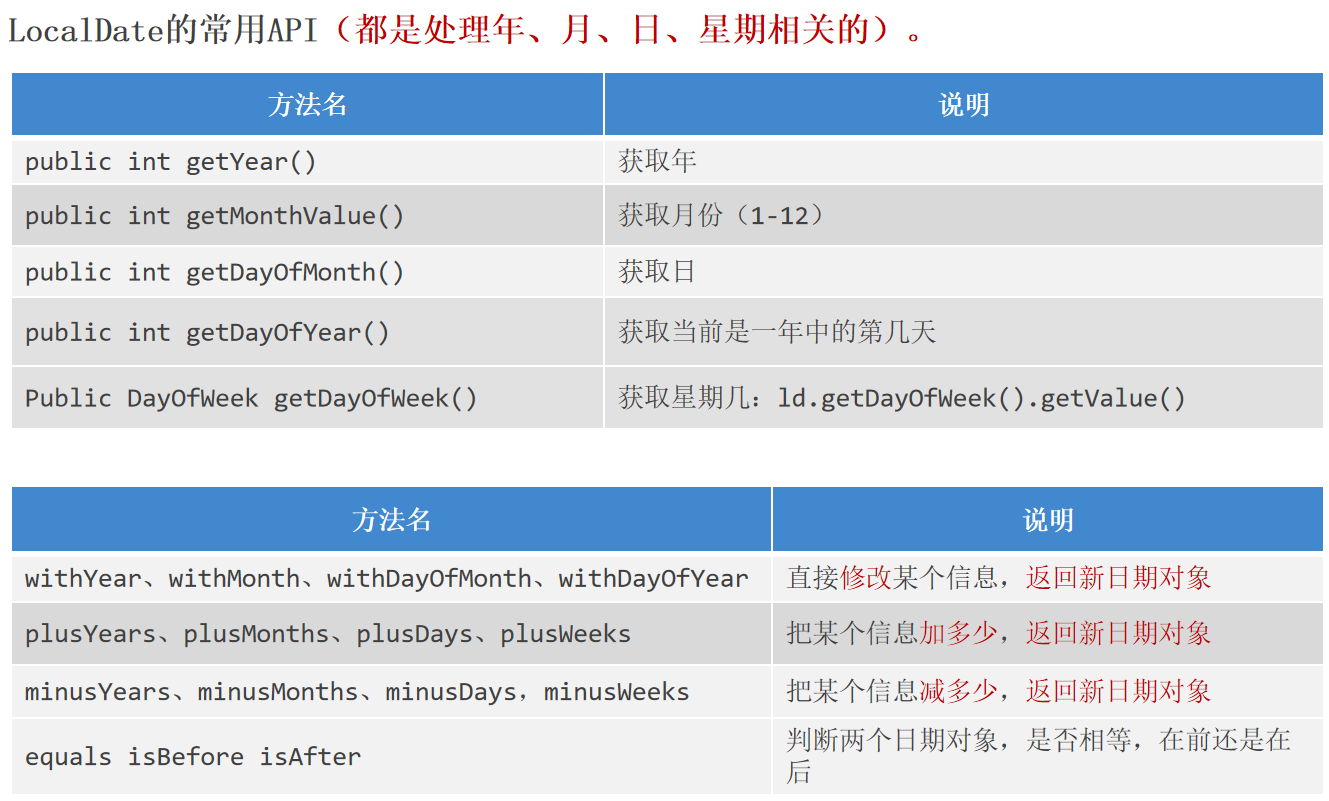 LocalDate的常用API（都是处理年、月、日、星期相关的）。
方法名 说明
public int getYear() 获取年
public int getMonthValue() 获取月份（1-12）
public int getDayOfMonth() 获取日
public int getDayOfYear() 获取当前是一年中的第几天
Public DayOfWeek getDayOfWeek() 获取星期几：ld.getDayOfWeek().getValue()
方法名 说明
withYear、withMonth、withDayOfMonth、withDayOfYear 直接修改某个信息，返回新日期对象
plusYears、plusMonths、plusDays、plusWeeks 把某个信息加多少，返回新日期对象
minusYears、minusMonths、minusDays，minusWeeks 把某个信息减多少，返回新日期对象
equals isBefore isAfter 判断两个日期对象，是否相等，在前还是在
后